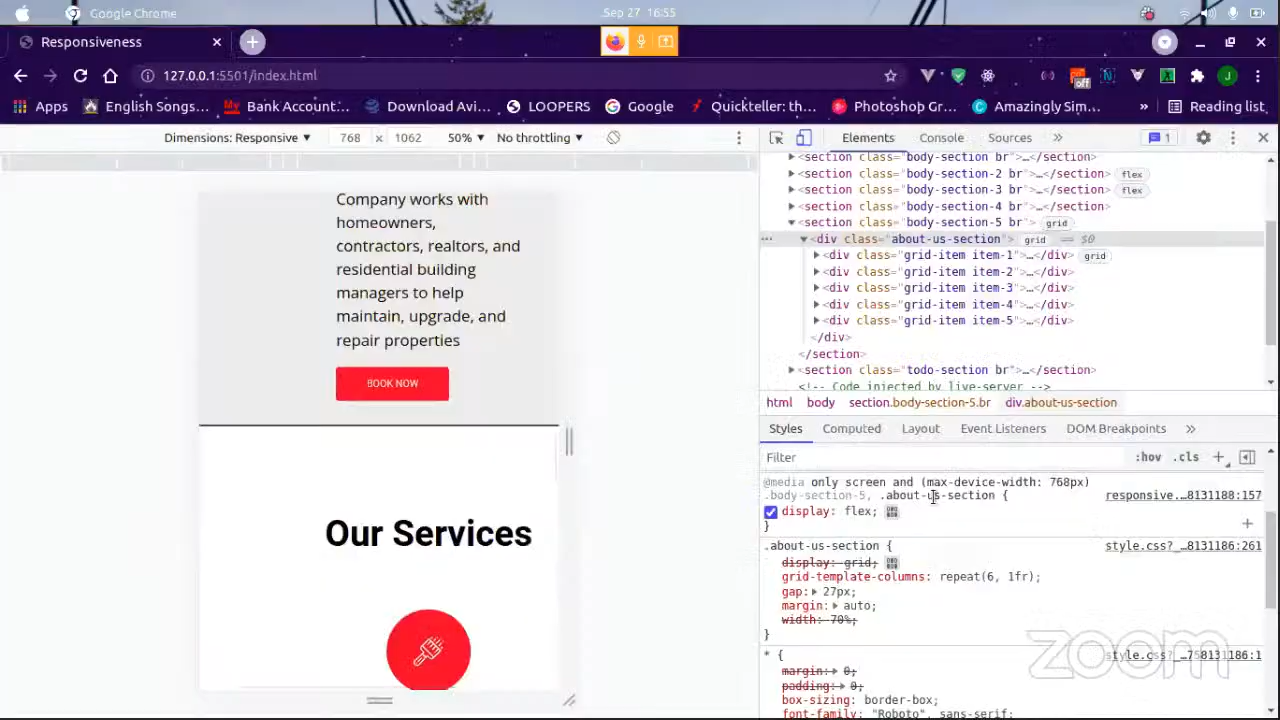 Google Chrome
Sep 27 16:55
Responsiveness
127.0.0.1:5501/index.html
J
Apps
English Songs...
Bank Account'...
Download Avi...
LOOPERS
Google
Quickteller: th...
Photoshop Gr...
Amazingly Sim...
»
Reading list
off
Dimensions: Responsive ▼ 768 × 1062 50% ▼ No throttling ▼
Company works with
homeowners,
contractors, realtors, and
residential building
managers to help
maintain, upgrade, and
repair properties
BOOK NOW
Our Services
Elements Console Sources » 1
▶<section class="body-section br">…</section>
▶<section class="body-section-2 br">…</section> flex
▶<section class="body-section-3 br">…</section> flex
▶<section class="body-section-4 br">…</section>
▼<section class="body-section-5 br"> grid
▼<div class="about-us-section"> grid == $0
▶<div class="grid-item item-1">…</div> grid
▶<div class="grid-item item-2">…</div>
▶<div class="grid-item item-3">…</div>
▶<div class="grid-item item-4">…</div>
▶<div class="grid-item item-5">…</div>
</div>
</section>
▶<section class="todo-section br">…</section>
<!-- Code injected by live-server -->
html body section.body-section-5.br div.about-us-section
Styles Computed Layout Event Listeners DOM Breakpoints »
Filter :hov .cls +
@media only screen and (max-device-width: 768px)
.body-section-5, .about-us-section { responsive.…8131188:157
display: flex;
}
.about-us-section { style.css?_…8131186:261
display: grid;
grid-template-columns: repeat(6, 1fr);
gap:▶ 27px;
margin:▶ auto;
width: 70%;
}
* { style.css?_…758131186:1
margin:▶ 0;
padding:▶ 0;
box-sizing: border-box;
font-family: "Roboto", sans-serif;
zoom